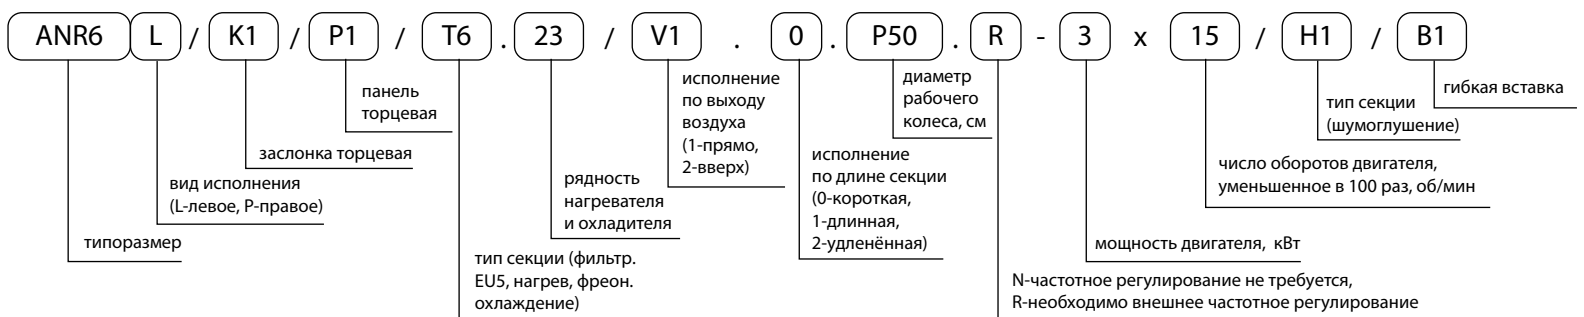 ANR6 L / K1 / P1 / T6 . 23 / V1 . 0 . P50 . R - 3 x 15 / H1 / B1
типоразмер
вид исполнения
(L-левое, P-правое)
заслонка торцевая
панель
торцевая
тип секции (фильтр.
EU5, нагрев, фреон.
охлаждение)
рядность
нагревателя
и охладителя
исполнение
по выходу
воздуха
(1-прямо,
2-вверх)
исполнение
по длине секции
(0-короткая,
1-длинная,
2-удленённая)
диаметр
рабочего
колеса, см
N-частотное регулирование не требуется,
R-необходимо внешнее частотное регулирование
мощность двигателя, кВт
число оборотов двигателя,
уменьшенное в 100 раз, об/мин
тип секции
(шумоглушение)
гибкая вставка